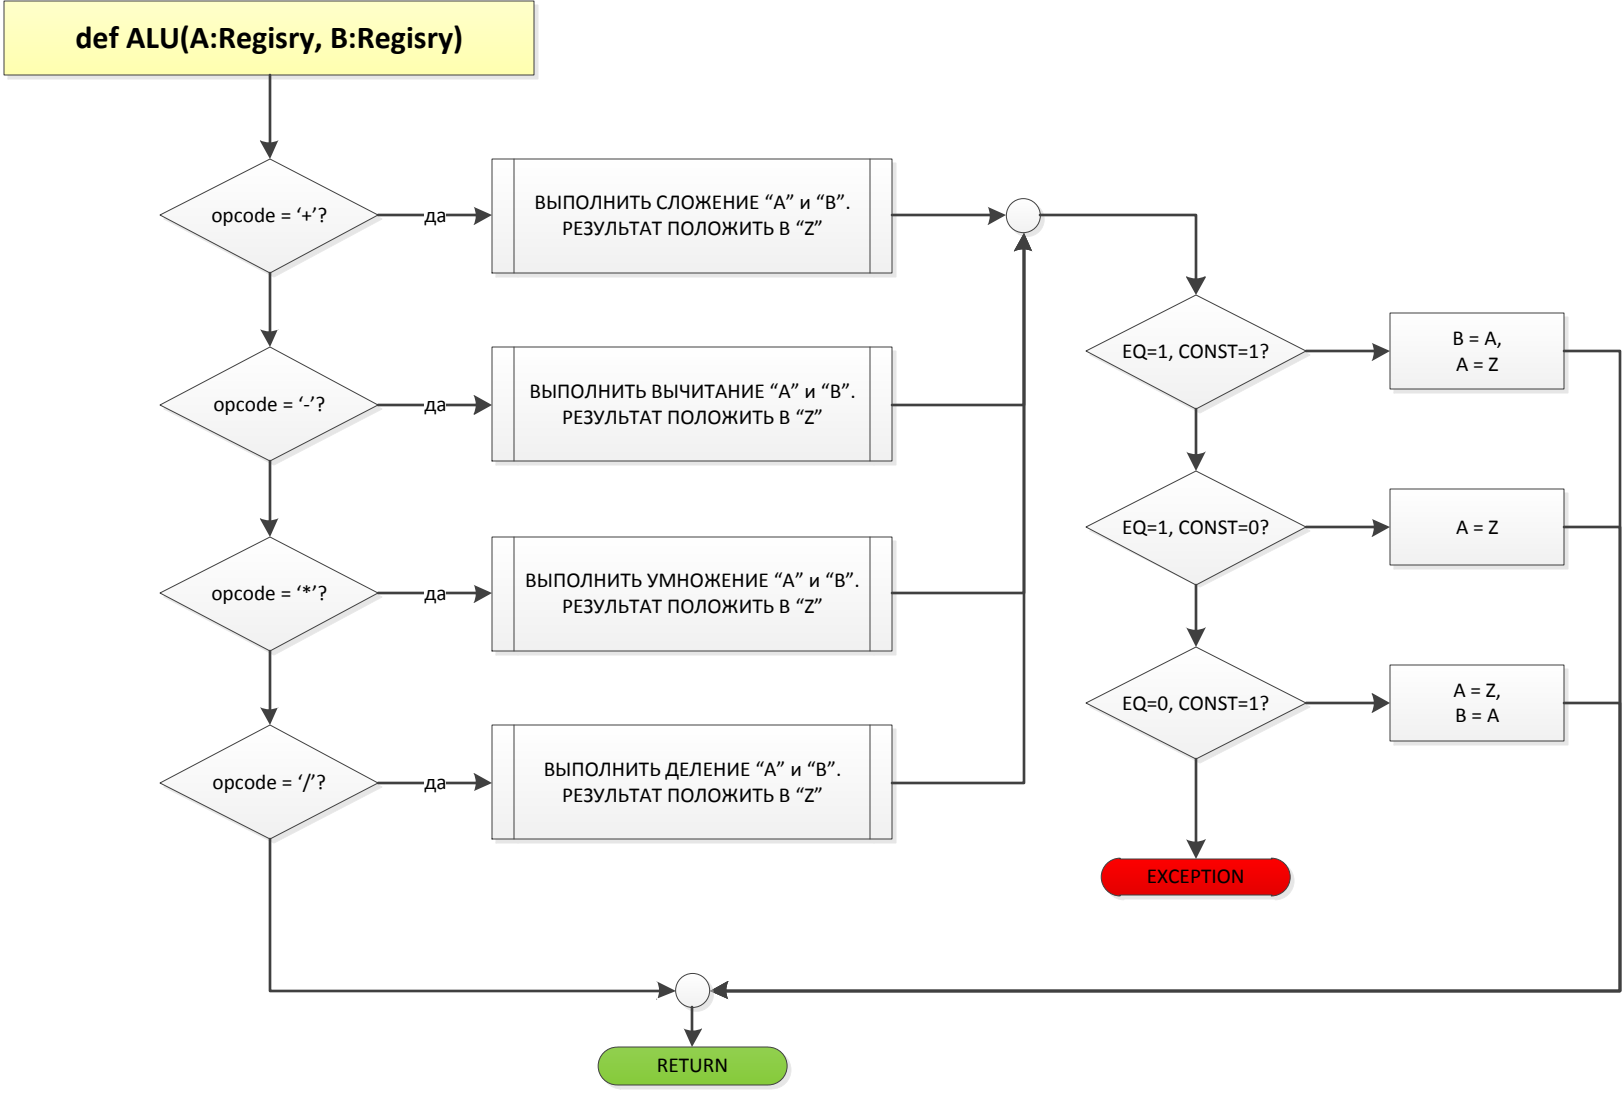 def ALU(A:Regisry, B:Regisry)
opcode = ‘+’?
да
ВЫПОЛНИТЬ СЛОЖЕНИЕ “A” и “B”.
РЕЗУЛЬТАТ ПОЛОЖИТЬ В “Z”
opcode = ‘-’?
да
ВЫПОЛНИТЬ ВЫЧИТАНИЕ “A” и “B”.
РЕЗУЛЬТАТ ПОЛОЖИТЬ В “Z”
opcode = ‘*’?
да
ВЫПОЛНИТЬ УМНОЖЕНИЕ “A” и “B”.
РЕЗУЛЬТАТ ПОЛОЖИТЬ В “Z”
opcode = ‘/’?
да
ВЫПОЛНИТЬ ДЕЛЕНИЕ “A” и “B”.
РЕЗУЛЬТАТ ПОЛОЖИТЬ В “Z”
EQ=1, CONST=1?
B = A,
A = Z
EQ=1, CONST=0?
A = Z
EQ=0, CONST=1?
A = Z,
B = A
EXCEPTION
RETURN